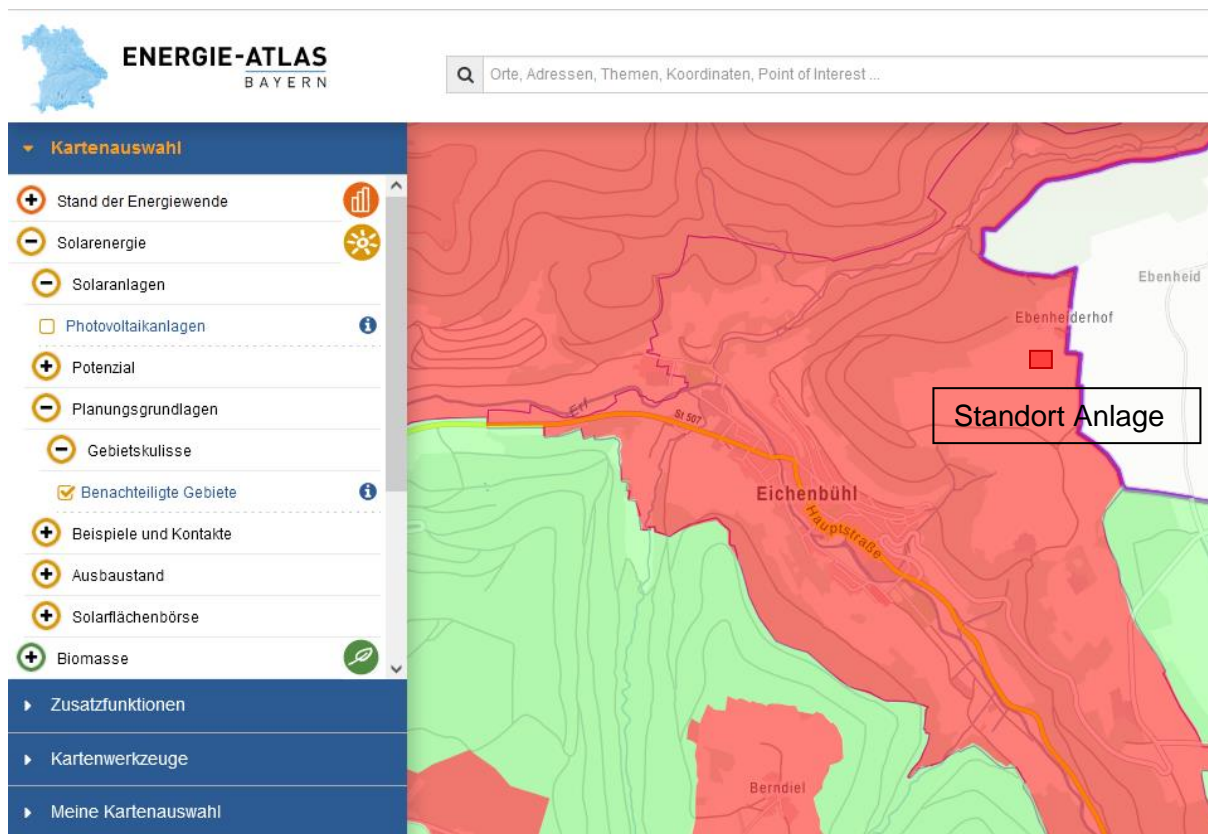 ENERGIE-ATLAS
BAYERN
Orte, Adressen, Themen, Koordinaten, Point of Interest ...
Kartenauswahl
Stand der Energiewende
Solarenergie
Solaranlagen
Photovoltaikanlagen
Potenzial
Planungsgrundlagen
Gebietskulisse
Benachteiligte Gebiete
Beispiele und Kontakte
Ausbaustand
Solarflächenbörse
Biomasse
Zusatzfunktionen
Kartenwerkzeuge
Meine Kartenauswahl
Ebenheid
Ebenheiderhof
Standort Anlage
Erf
St 507
Eichenbühl
Hauptstraße
Berndiel